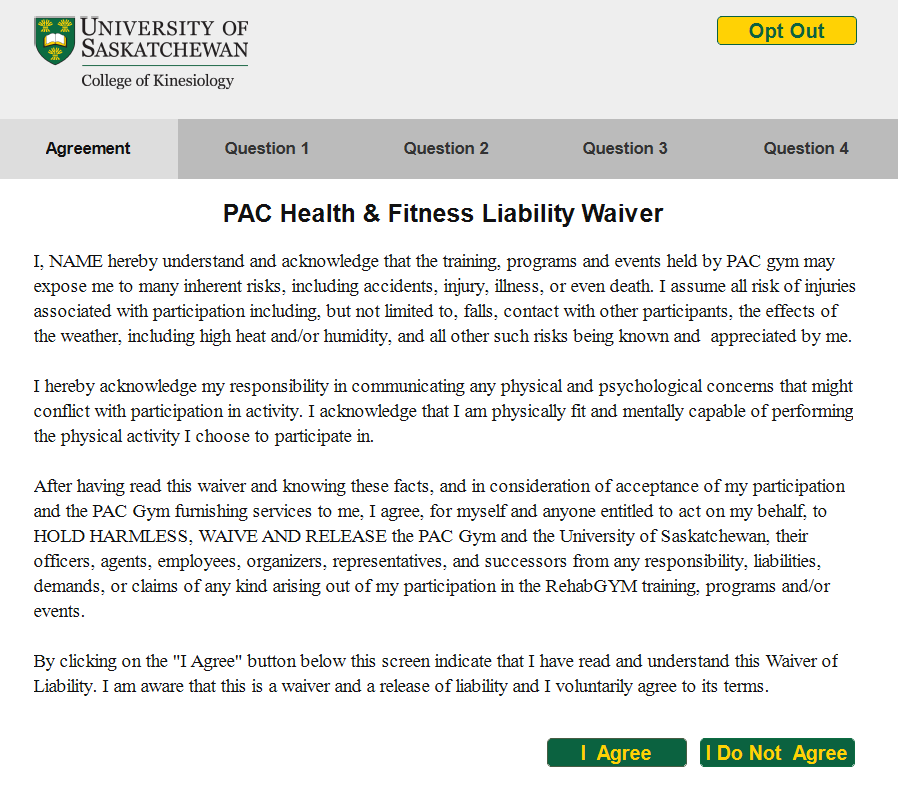 UNIVERSITY OF
SASKATCHEWAN
College of Kinesiology
Opt Out
Agreement
Question 1
Question 2
Question 3
Question 4
PAC Health & Fitness Liability Waiver
I, NAME hereby understand and acknowledge that the training, programs and events held by PAC gym may
expose me to many inherent risks, including accidents, injury, illness, or even death. I assume all risk of injuries
associated with participation including, but not limited to, falls, contact with other participants, the effects of
the weather, including high heat and/or humidity, and all other such risks being known and  appreciated by me.
I hereby acknowledge my responsibility in communicating any physical and psychological concerns that might
conflict with participation in activity. I acknowledge that I am physically fit and mentally capable of performing
the physical activity I choose to participate in.
After having read this waiver and knowing these facts, and in consideration of acceptance of my participation
and the PAC Gym furnishing services to me, I agree, for myself and anyone entitled to act on my behalf, to
HOLD HARMLESS, WAIVE AND RELEASE the PAC Gym and the University of Saskatchewan, their
officers, agents, employees, organizers, representatives, and successors from any responsibility, liabilities,
demands, or claims of any kind arising out of my participation in the RehabGYM training, programs and/or
events.
By clicking on the "I Agree" button below this screen indicate that I have read and understand this Waiver of
Liability. I am aware that this is a waiver and a release of liability and I voluntarily agree to its terms.
I  Agree
I Do Not  Agree